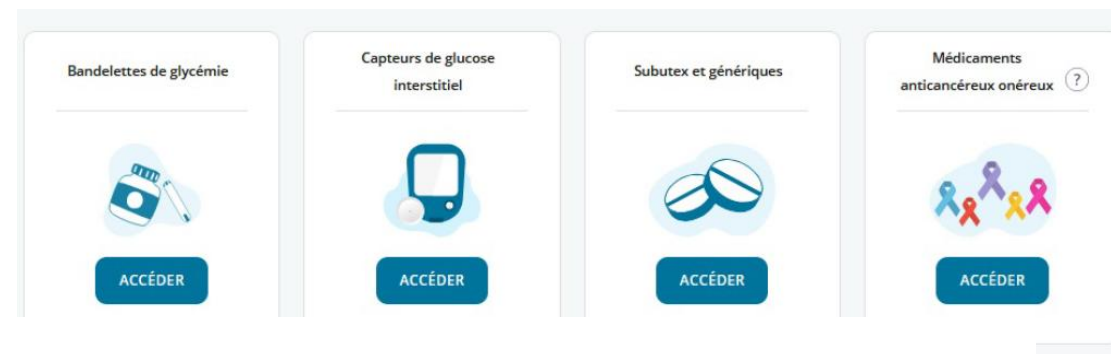 Bandelettes de glycémie
Capteurs de glucose
interstitiel
Subutex et génériques
Médicaments
anticancéreux onéreux ?
ACCÉDER
ACCÉDER
ACCÉDER
ACCÉDER